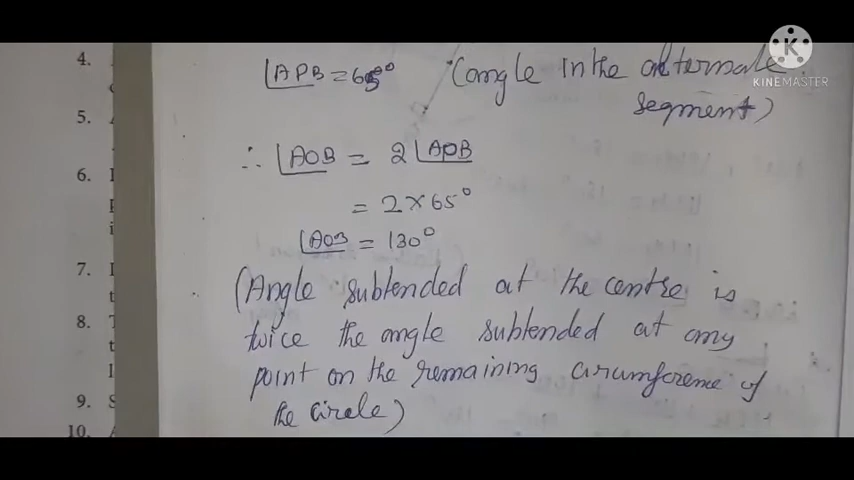 KINEMASTER
4.
5.
6.
7.
8.
9. S
10.
∠APB = 65° (angle in the alternate
segment)
∴ ∠AOB = 2∠APB
= 2×65°
∠AOB = 130°
(Angle subtended at the centre is
twice the angle subtended at any
point on the remaining circumference of
the circle)